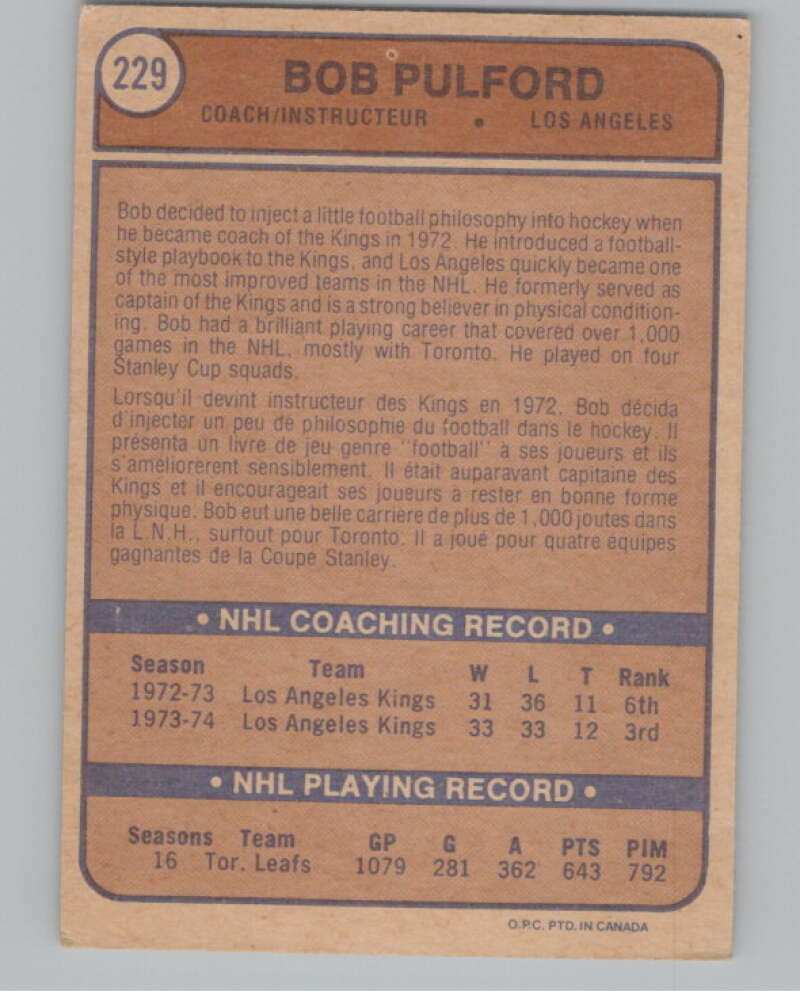 229
BOB PULFORD
COACH/INSTRUCTEUR • LOS ANGELES
Bob decided to inject a little football philosophy into hockey when
he became coach of the Kings in 1972. He introduced a football-
style playbook to the Kings, and Los Angeles quickly became one
of the most improved teams in the NHL. He formerly served as
captain of the Kings and is a strong believer in physical condition-
ing. Bob had a brilliant playing career that covered over 1,000
games in the NHL, mostly with Toronto. He played on four
Stanley Cup squads.
Lorsqu'il devint instructeur des Kings en 1972, Bob décida
d'injecter un peu de philosophie du football dans le hockey. Il
présenta un livre de jeu genre "football" à ses joueurs et ils
s'améliorerent sensiblement. Il était auparavant capitaine des
Kings et il encourageait ses joueurs à rester en bonne forme
physique. Bob eut une belle carrière de plus de 1,000 joutes dans
la L.N.H., surtout pour Toronto. Il a joué pour quatre équipes
gagnantes de la Coupe Stanley.
• NHL COACHING RECORD •
Season Team W L T Rank
1972-73 Los Angeles Kings 31 36 11 6th
1973-74 Los Angeles Kings 33 33 12 3rd
• NHL PLAYING RECORD •
Seasons Team GP G A PTS PIM
16 Tor. Leafs 1079 281 362 643 792
O.P.C. PTD. IN CANADA